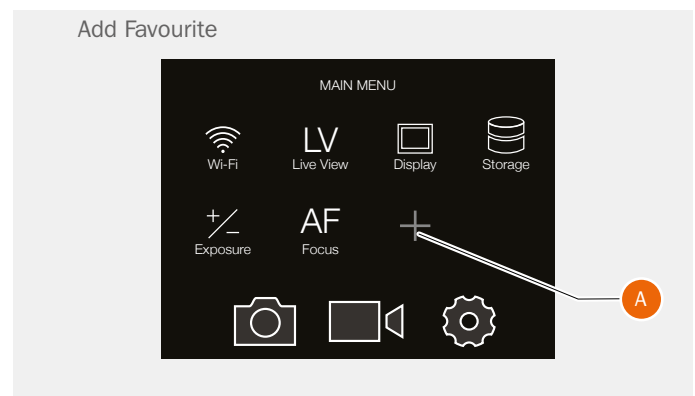 Add Favourite
MAIN MENU
LV
Wi-Fi
Live View
Display
Storage
+/-
AF
Exposure
Focus
+
A